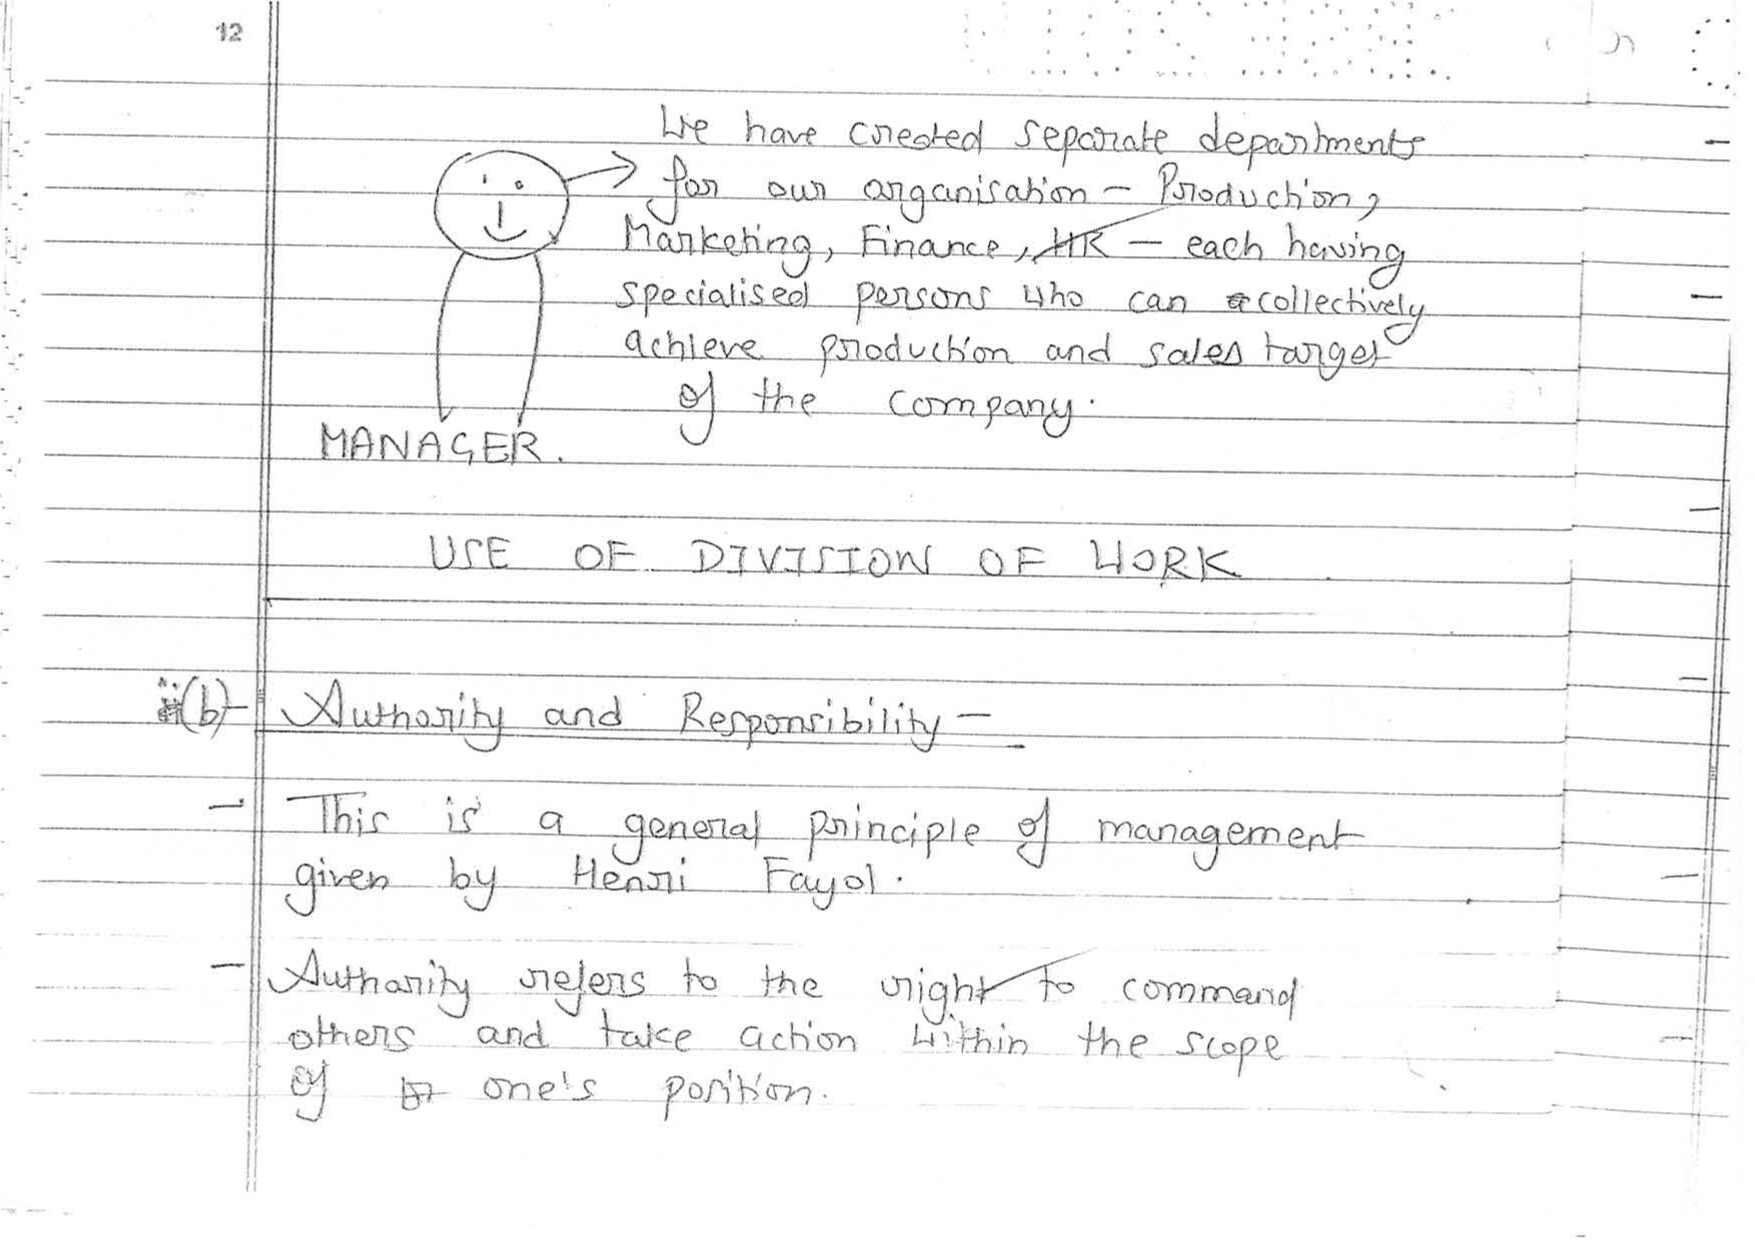 12
We have created separate departments
for our organisation - Production,
Marketing, Finance, HR - each having
specialised persons who can collectively
achieve production and sales target
of the company.
MANAGER.
USE OF DIVISION OF WORK
(b) - Authority and Responsibility -
- This is a general principle of management
given by Henri Fayol.
- Authority refers to the right to command
others and take action within the scope
of one's position.